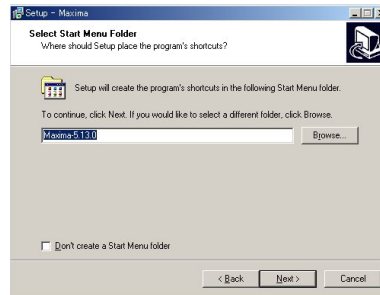 Setup - Maxima
Select Start Menu Folder
Where should Setup place the program's shortcuts?
Setup will create the program's shortcuts in the following Start Menu folder.
To continue, click Next. If you would like to select a different folder, click Browse.
Maxima-5.13.0
Browse...
Don't create a Start Menu folder
< Back
Next >
Cancel